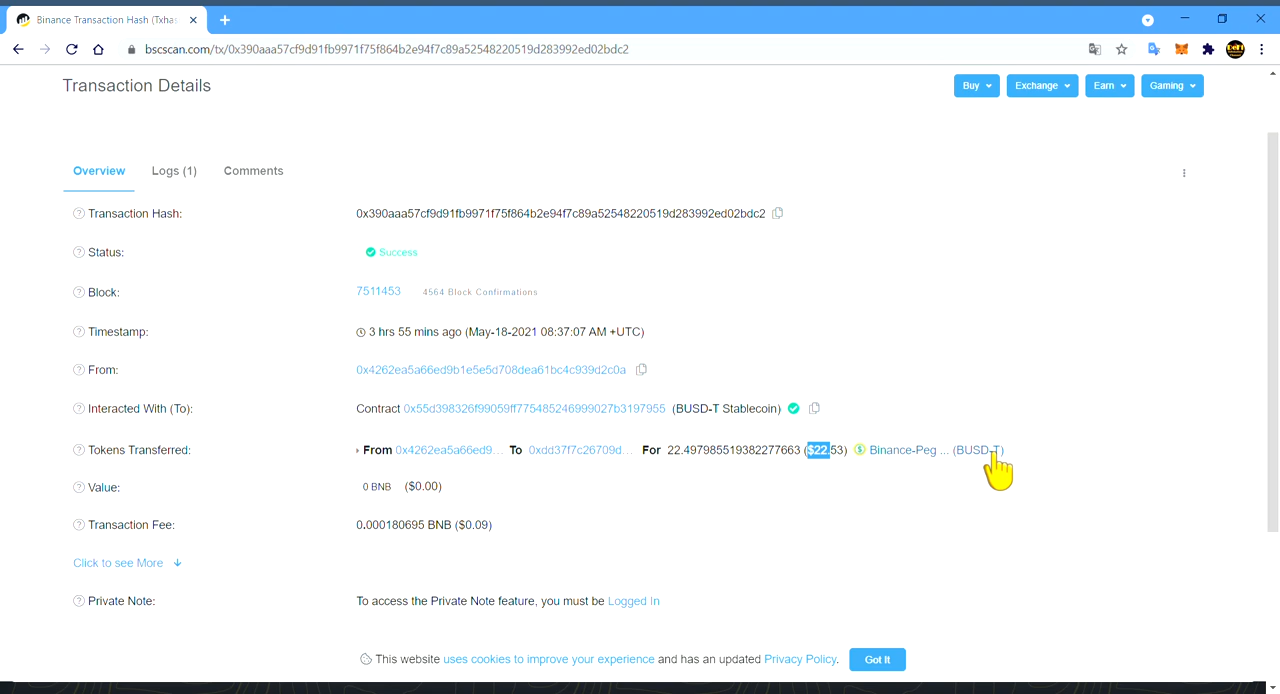 Binance Transaction Hash (Txhas
bscscan.com/tx/0x390aaa57cf9d91fb9971f75f864b2e94f7c89a52548220519d283992ed02bdc2
Transaction Details
Buy Exchange Earn Gaming
Overview Logs (1) Comments
Transaction Hash: 0x390aaa57cf9d91fb9971f75f864b2e94f7c89a52548220519d283992ed02bdc2
Status: Success
Block: 7511453 4564 Block Confirmations
Timestamp: 3 hrs 55 mins ago (May-18-2021 08:37:07 AM +UTC)
From: 0x4262ea5a66ed9b1e5e5d708dea61bc4c939d2c0a
Interacted With (To): Contract 0x55d398326f99059ff775485246999027b3197955 (BUSD-T Stablecoin)
Tokens Transferred: From 0x4262ea5a66ed9... To 0xdd37f7c26709d... For 22.497985519382277663 ($22.53) Binance-Peg ... (BUSD-T)
Value: 0 BNB ($0.00)
Transaction Fee: 0.000180695 BNB ($0.09)
Click to see More
Private Note: To access the Private Note feature, you must be Logged In
This website uses cookies to improve your experience and has an updated Privacy Policy. Got It